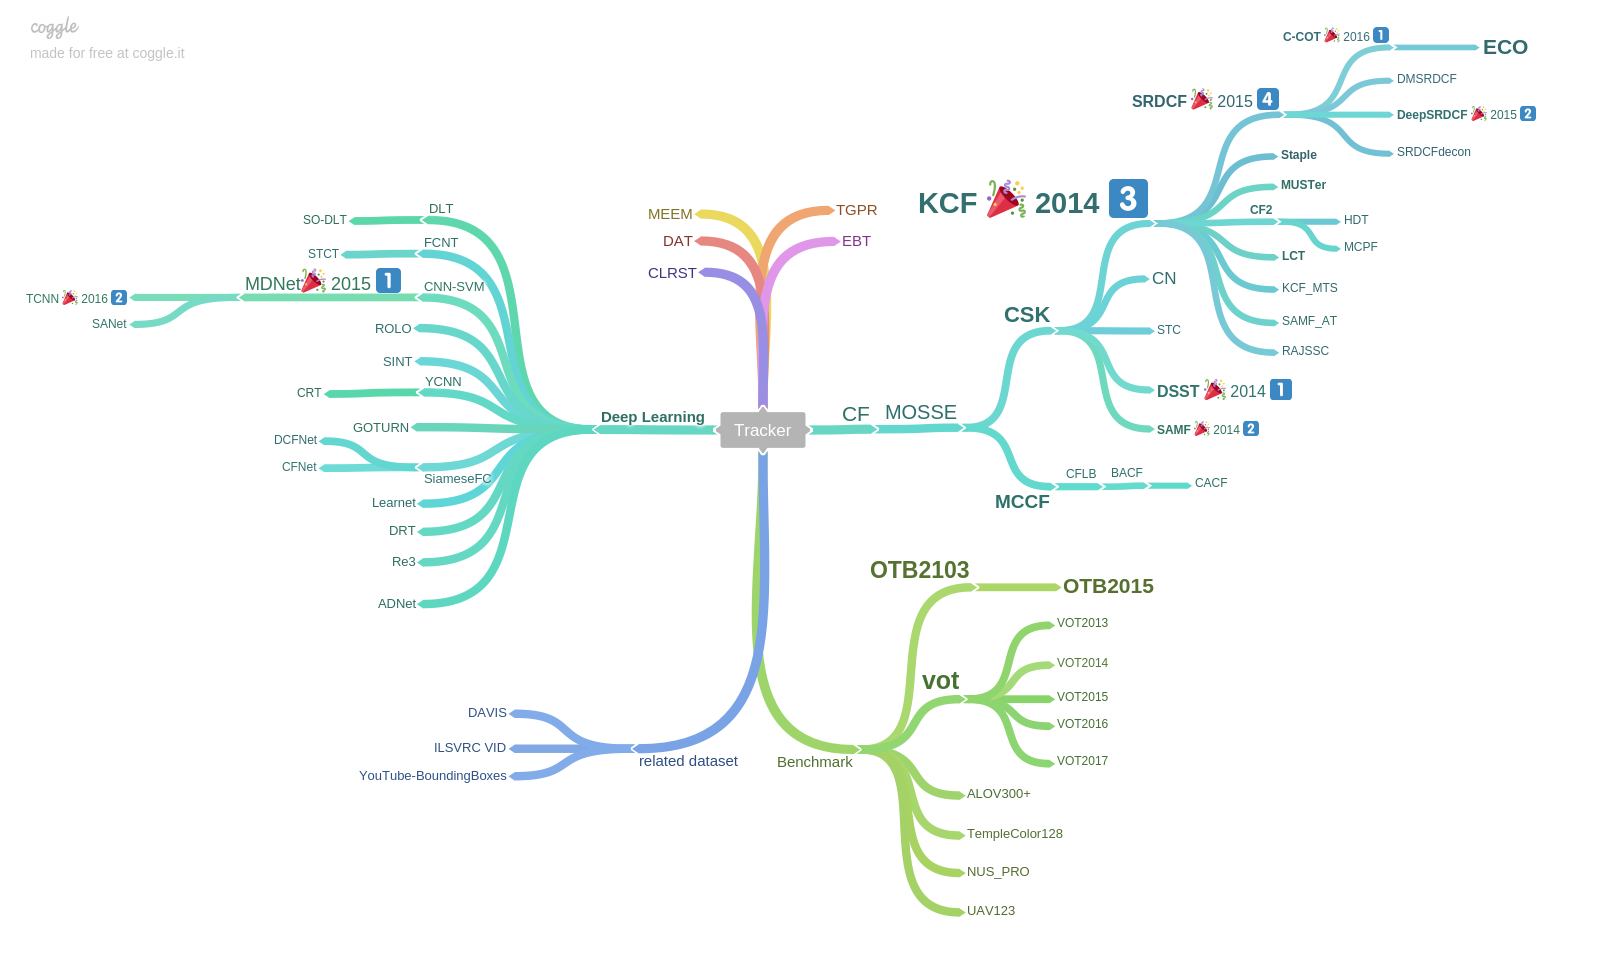 coggle
made for free at coggle.it
Tracker
MEEM
DAT
CLRST
TGPR
EBT
Deep Learning
DLT
SO-DLT
FCNT
STCT
CNN-SVM
MDNet🎉 2015 1️⃣
TCNN 🎉 2016 2️⃣
SANet
ROLO
SINT
YCNN
CRT
GOTURN
SiameseFC
DCFNet
CFNet
Learnet
DRT
Re3
ADNet
CF
MOSSE
CSK
KCF 🎉 2014 3️⃣
SRDCF 🎉 2015 4️⃣
C-COT 🎉 2016 1️⃣
ECO
DMSRDCF
DeepSRDCF 🎉 2015 2️⃣
SRDCFdecon
Staple
MUSTer
CF2
HDT
MCPF
LCT
KCF_MTS
SAMF_AT
RAJSSC
CN
STC
DSST 🎉 2014 1️⃣
SAMF 🎉 2014 2️⃣
MCCF
CFLB
BACF
CACF
related dataset
DAVIS
ILSVRC VID
YouTube-BoundingBoxes
Benchmark
OTB2103
OTB2015
vot
VOT2013
VOT2014
VOT2015
VOT2016
VOT2017
ALOV300+
TempleColor128
NUS_PRO
UAV123